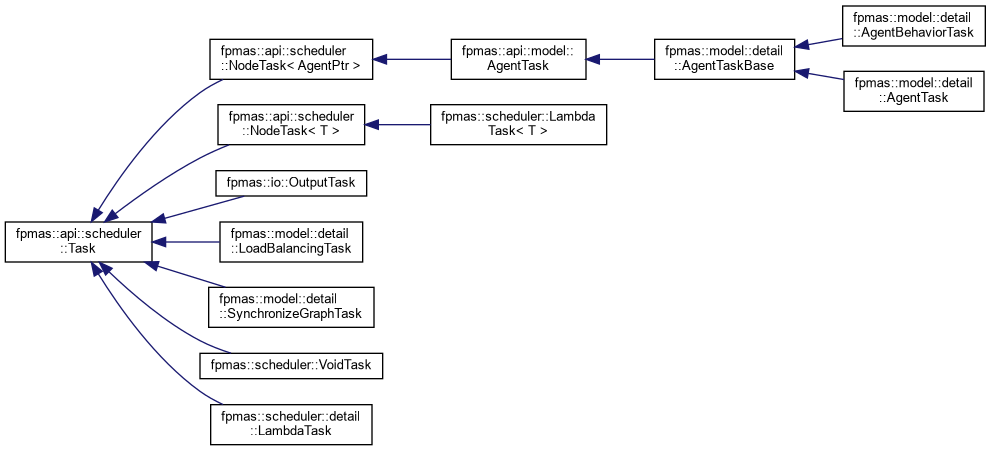 fpmas::model::detail
::AgentBehaviorTask
fpmas::api::scheduler
::NodeTask< AgentPtr >
fpmas::api::model::
AgentTask
fpmas::model::detail
::AgentTaskBase
fpmas::model::detail
::AgentTask
fpmas::api::scheduler
::NodeTask< T >
fpmas::scheduler::Lambda
Task< T >
fpmas::io::OutputTask
fpmas::api::scheduler
::Task
fpmas::model::detail
::LoadBalancingTask
fpmas::model::detail
::SynchronizeGraphTask
fpmas::scheduler::VoidTask
fpmas::scheduler::detail
::LambdaTask